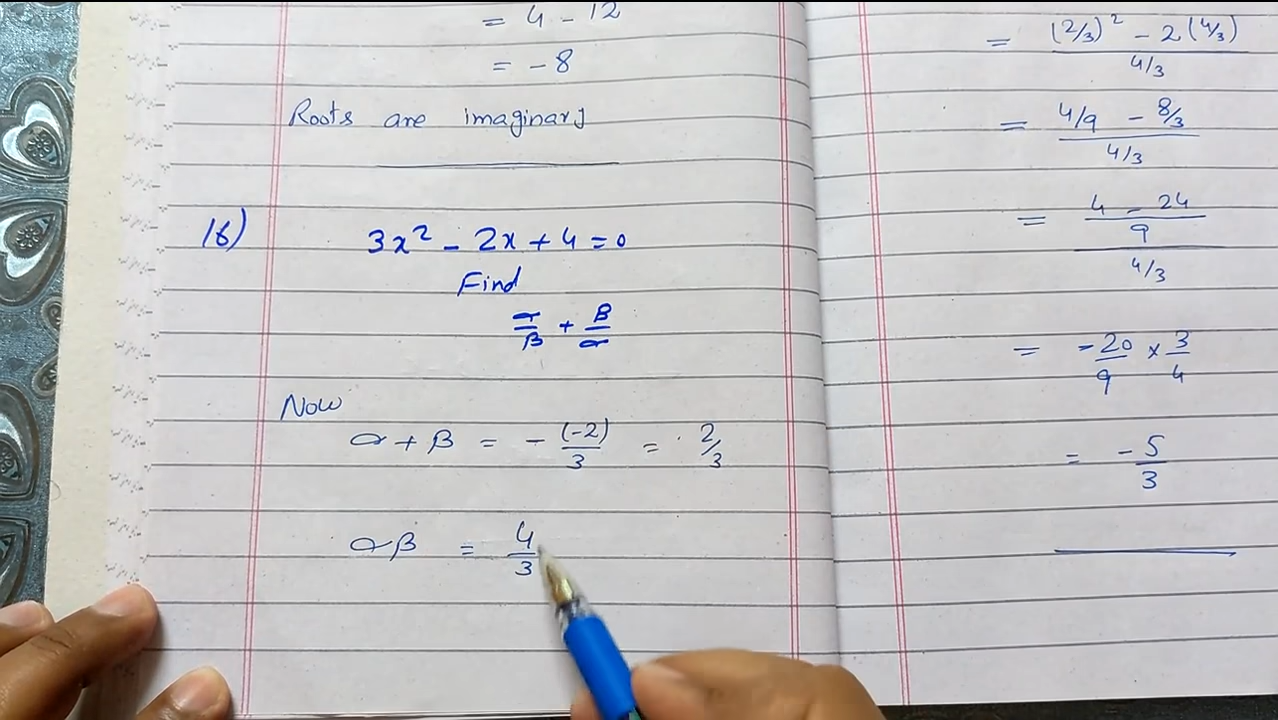 = 4 - 12
= -8
Roots are imaginary
16) 3x² - 2x + 4 = 0
Find
α/β + β/α
Now
α + β = - (-2)/3 = 2/3
αβ = 4/3
= ((2/3)² - 2(4/3))/(4/3)
= (4/9 - 8/3)/(4/3)
= ((4 - 24)/9)/(4/3)
= -20/9 × 3/4
= -5/3